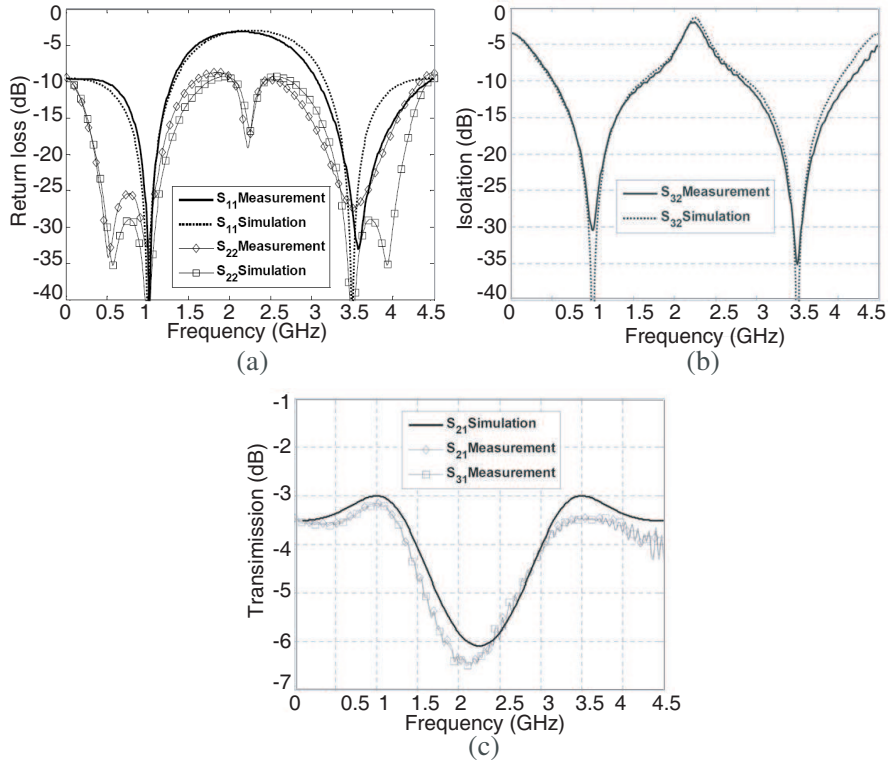 0
-5
-10
-15
-20
-25
-30
-35
-40
Return loss (dB)
S11Measurement
S11Simulation
S22Measurement
S22Simulation
0 0.5 1 1.5 2 2.5 3 3.5 4 4.5
Frequency (GHz)
(a)
0
-5
-10
-15
-20
-25
-30
-35
-40
Isolation (dB)
S32Measurement
S32Simulation
0 0.5 1 1.5 2 2.5 3 3.5 4 4.5
Frequency (GHz)
(b)
-1
-2
-3
-4
-5
-6
-7
Transimission (dB)
S21Simulation
S21Measurement
S31Measurement
0 0.5 1 1.5 2 2.5 3 3.5 4 4.5
Frequency (GHz)
(c)